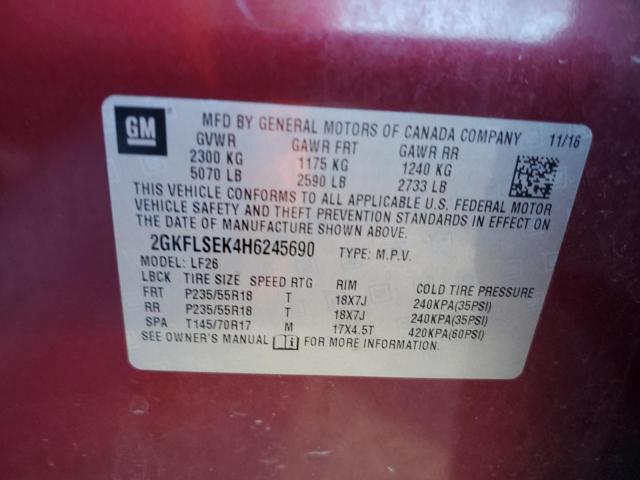 GM
MFD BY GENERAL MOTORS OF CANADA COMPANY 11/16
GVWR GAWR FRT GAWR RR
2300 KG 1175 KG 1240 KG
5070 LB 2590 LB 2733 LB
THIS VEHICLE CONFORMS TO ALL APPLICABLE U.S. FEDERAL MOTOR
VEHICLE SAFETY AND THEFT PREVENTION STANDARDS IN EFFECT ON
THE DATE OF MANUFACTURE SHOWN ABOVE.
2GKFLSEK4H6245690 TYPE: M.P.V.
MODEL: LF26
LBCK TIRE SIZE SPEED RTG RIM COLD TIRE PRESSURE
FRT P235/55R18 T 18X7J 240KPA(35PSI)
RR P235/55R18 T 18X7J 240KPA(35PSI)
SPA T145/70R17 M 17X4.5T 420KPA(60PSI)
SEE OWNER'S MANUAL i FOR MORE INFORMATION.